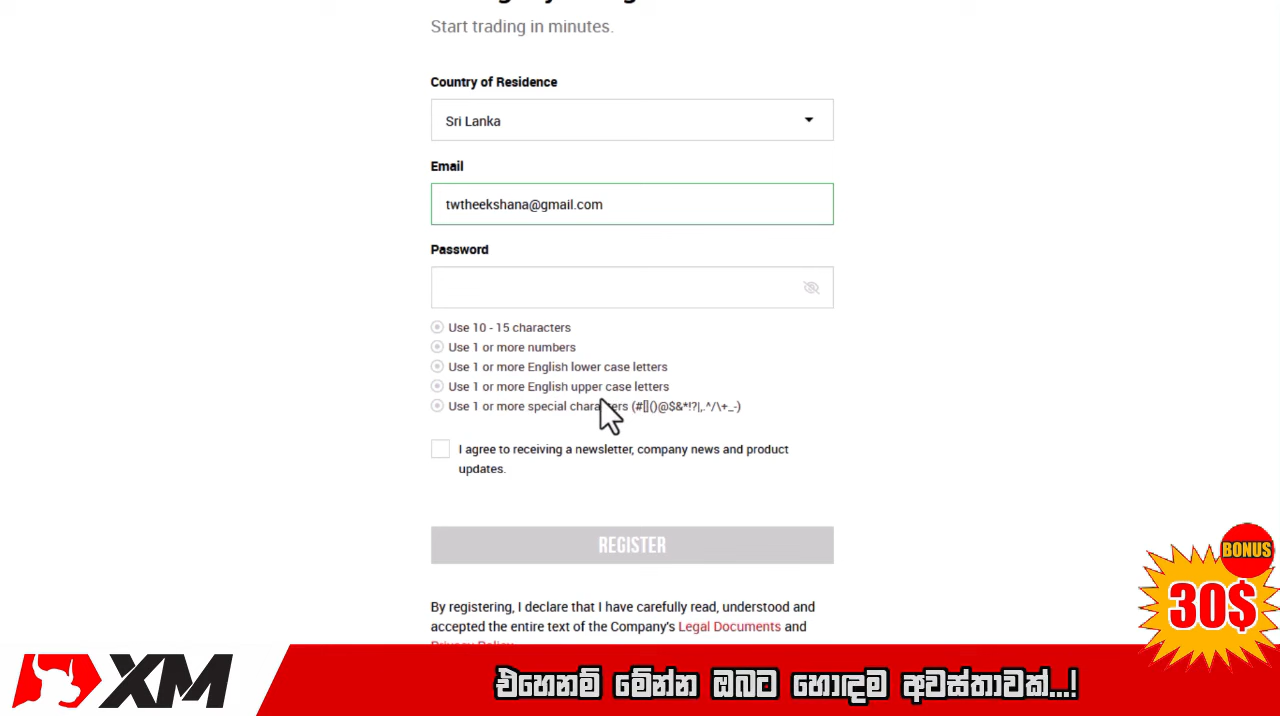 Start trading in minutes.
Country of Residence
Sri Lanka
Email
twtheekshana@gmail.com
Password
Use 10 - 15 characters
Use 1 or more numbers
Use 1 or more English lower case letters
Use 1 or more English upper case letters
Use 1 or more special characters (#[]()@$&*!?|,.^/\+_-)
I agree to receiving a newsletter, company news and product
updates.
REGISTER
By registering, I declare that I have carefully read, understood and
accepted the entire text of the Company's Legal Documents and
Privacy Policy
BONUS
30$
XM
එහෙනම් මේන්න ඔබට හොඳම අවස්තාවක්...!